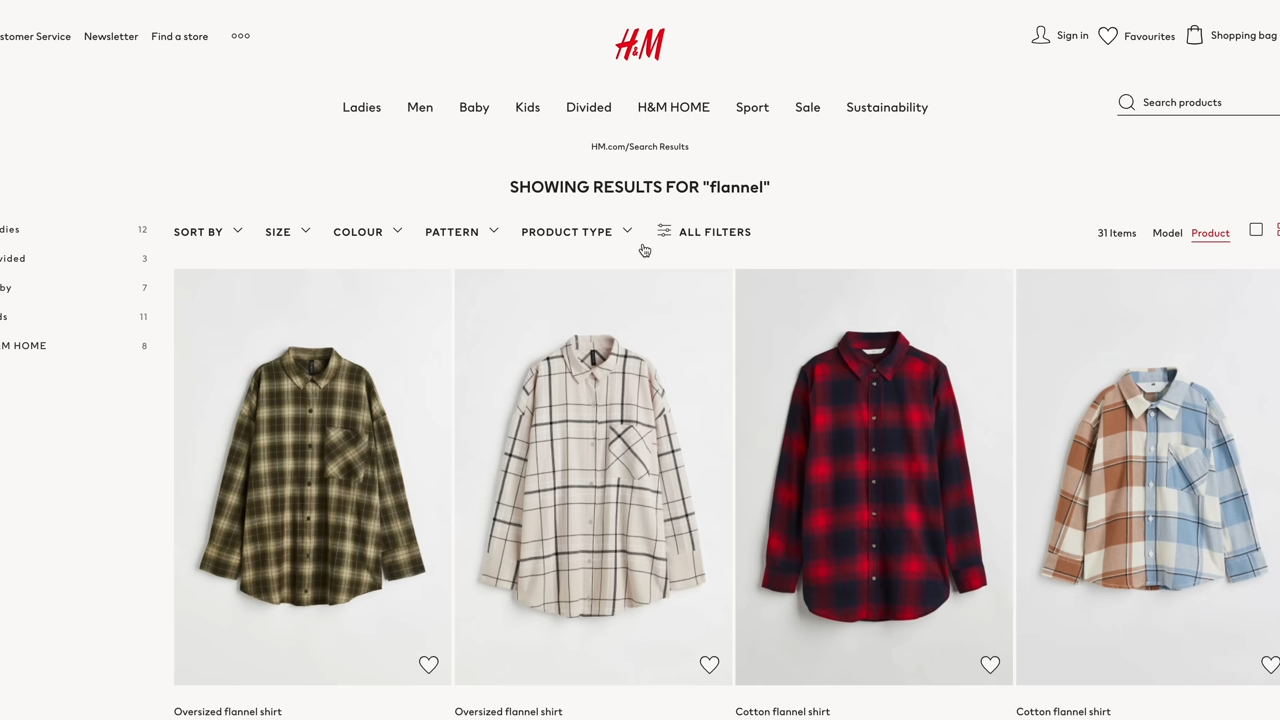 stomer Service Newsletter Find a store
H&M
Sign in Favourites Shopping bag
Ladies Men Baby Kids Divided H&M HOME Sport Sale Sustainability
Search products
HM.com/Search Results
SHOWING RESULTS FOR "flannel"
dies 12
vided 3
by 7
ds 11
M HOME 8
SORT BY SIZE COLOUR PATTERN PRODUCT TYPE ALL FILTERS
31 Items Model Product
Oversized flannel shirt
Oversized flannel shirt
Cotton flannel shirt
Cotton flannel shirt